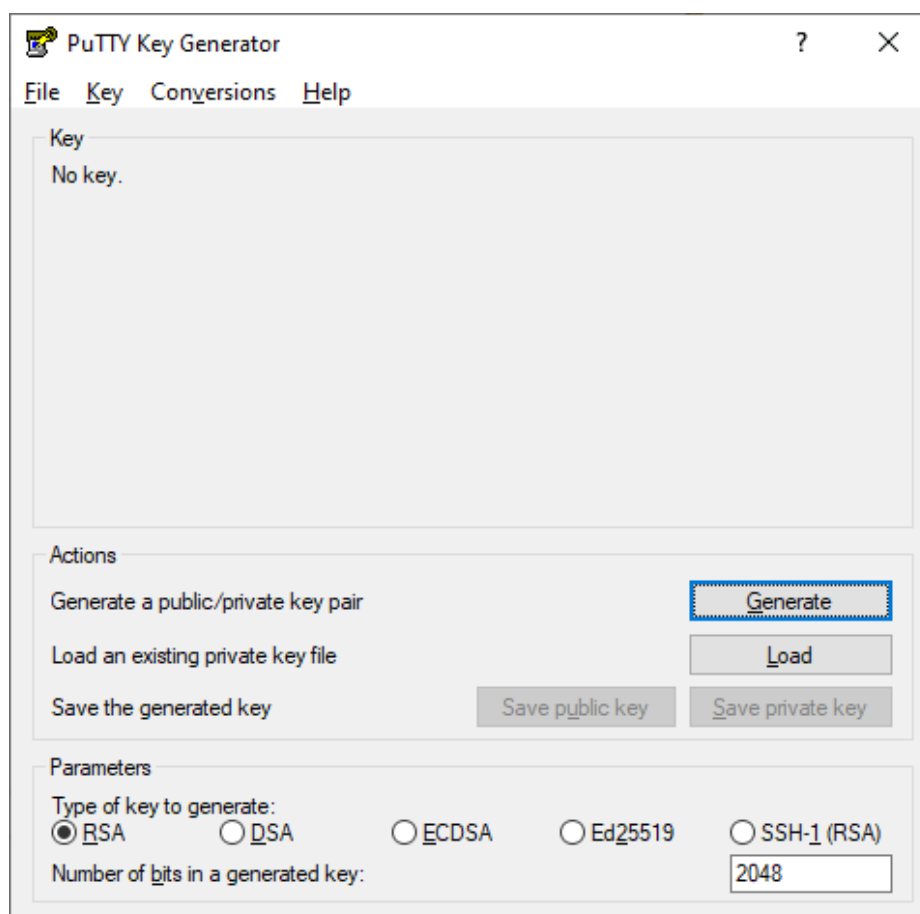 PuTTY Key Generator ?
File Key Conversions Help
Key
No key.
Actions
Generate a public/private key pair Generate
Load an existing private key file Load
Save the generated key Save public key Save private key
Parameters
Type of key to generate:
RSA DSA ECDSA Ed25519 SSH-1 (RSA)
Number of bits in a generated key: 2048